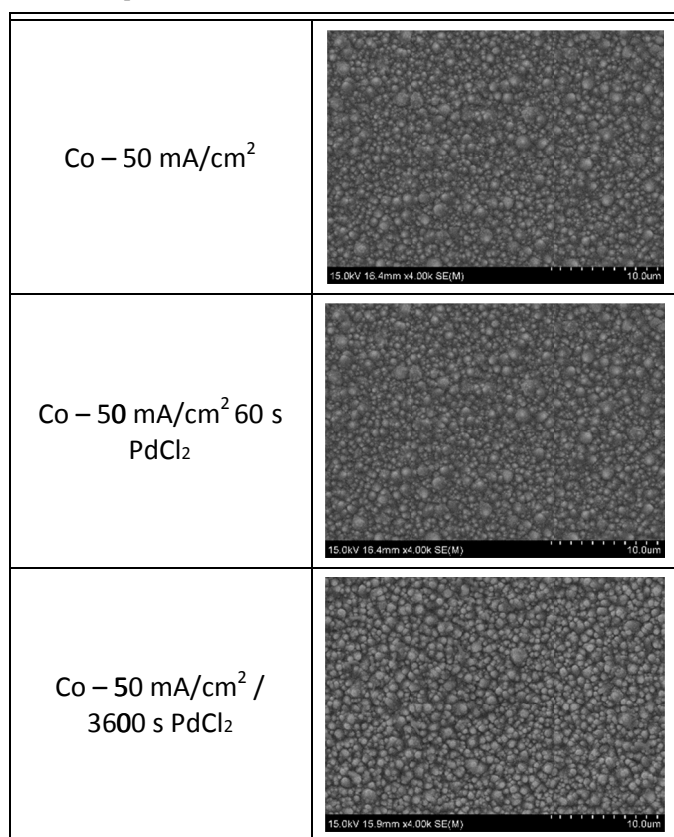 Co – 50 mA/cm²
15.0kV 16.4mm x4.00k SE(M) 10.0um
Co – 50 mA/cm² 60 s
PdCl₂
15.0kV 16.4mm x4.00k SE(M) 10.0um
Co – 50 mA/cm² /
3600 s PdCl₂
15.0kV 15.9mm x4.00k SE(M) 10.0um